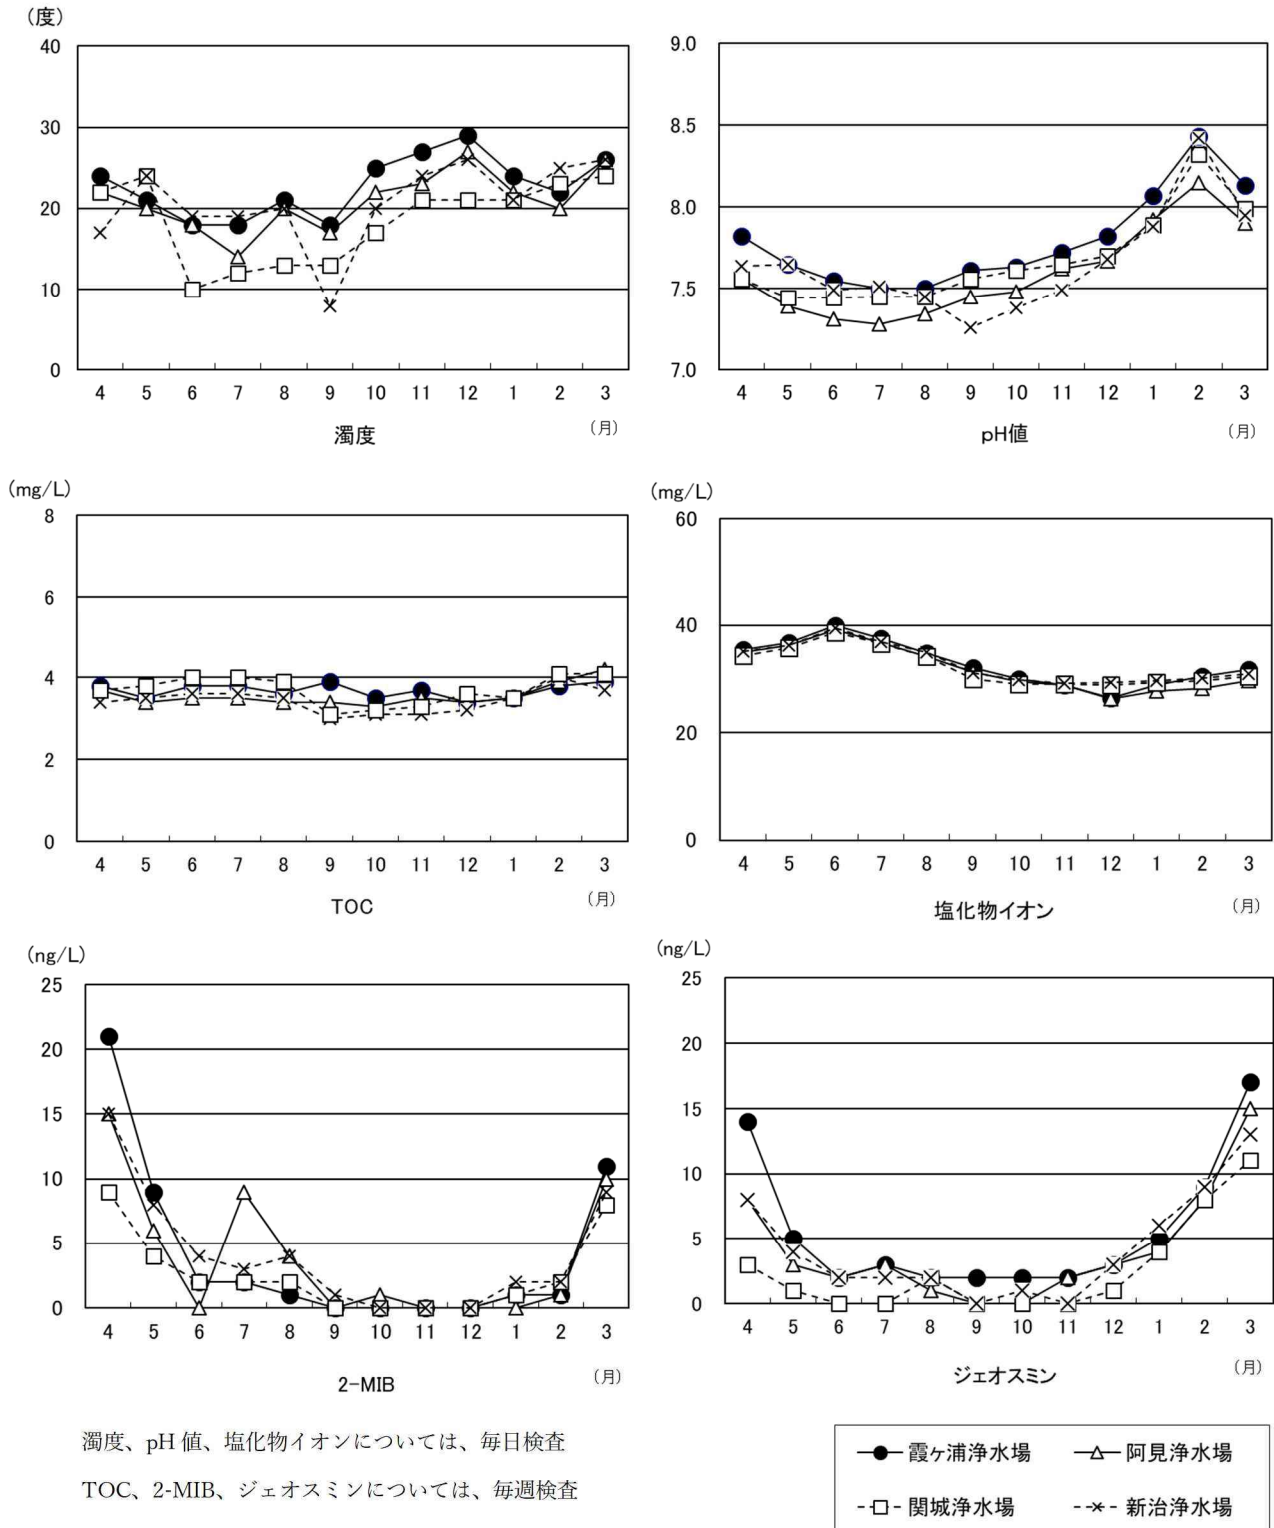 （度）
40
30
20
10
0
4 5 6 7 8 9 10 11 12 1 2 3
濁度
（月）
9.0
8.5
8.0
7.5
7.0
4 5 6 7 8 9 10 11 12 1 2 3
pH値
（月）
(mg/L)
8
6
4
2
0
4 5 6 7 8 9 10 11 12 1 2 3
TOC
（月）
(mg/L)
60
40
20
0
4 5 6 7 8 9 10 11 12 1 2 3
塩化物イオン
（月）
(ng/L)
25
20
15
10
5
0
4 5 6 7 8 9 10 11 12 1 2 3
2-MIB
（月）
(ng/L)
25
20
15
10
5
0
4 5 6 7 8 9 10 11 12 1 2 3
ジェオスミン
（月）
濁度、pH 値、塩化物イオンについては、毎日検査
TOC、2-MIB、ジェオスミンについては、毎週検査
霞ヶ浦浄水場 阿見浄水場
関城浄水場 新治浄水場